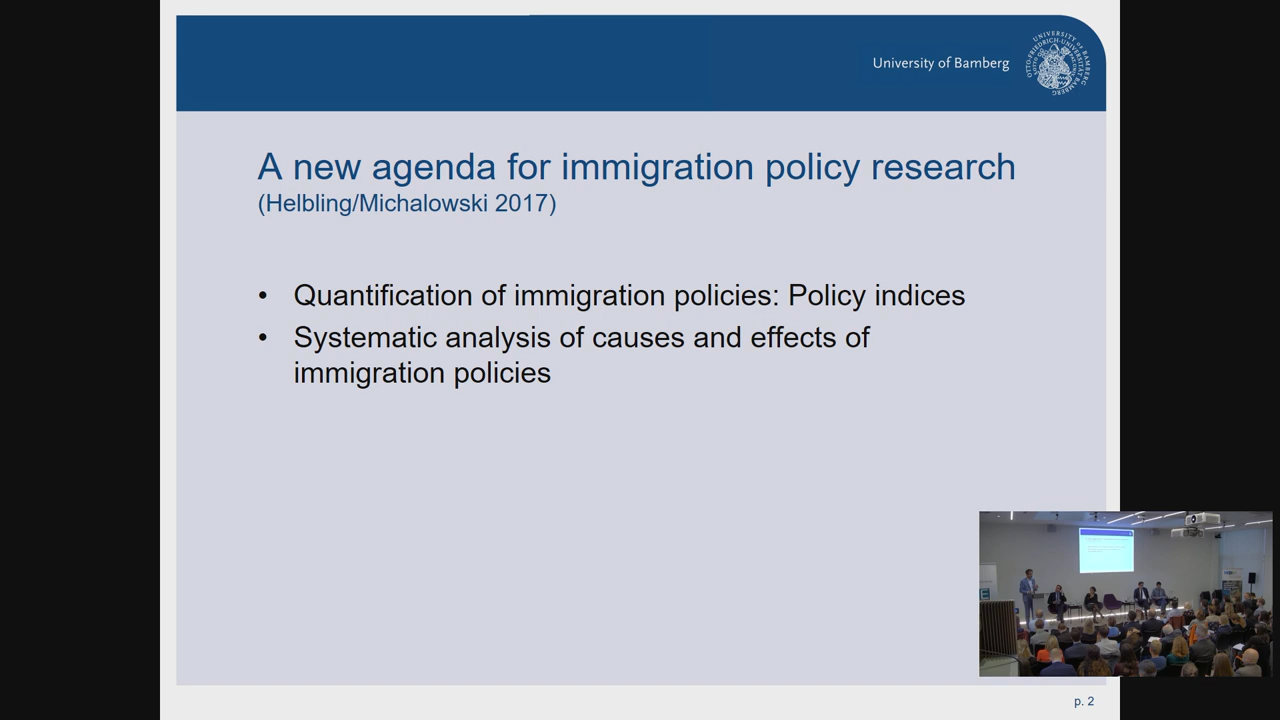 University of Bamberg
A new agenda for immigration policy research
(Helbling/Michalowski 2017)
• Quantification of immigration policies: Policy indices
• Systematic analysis of causes and effects of
immigration policies
p. 2